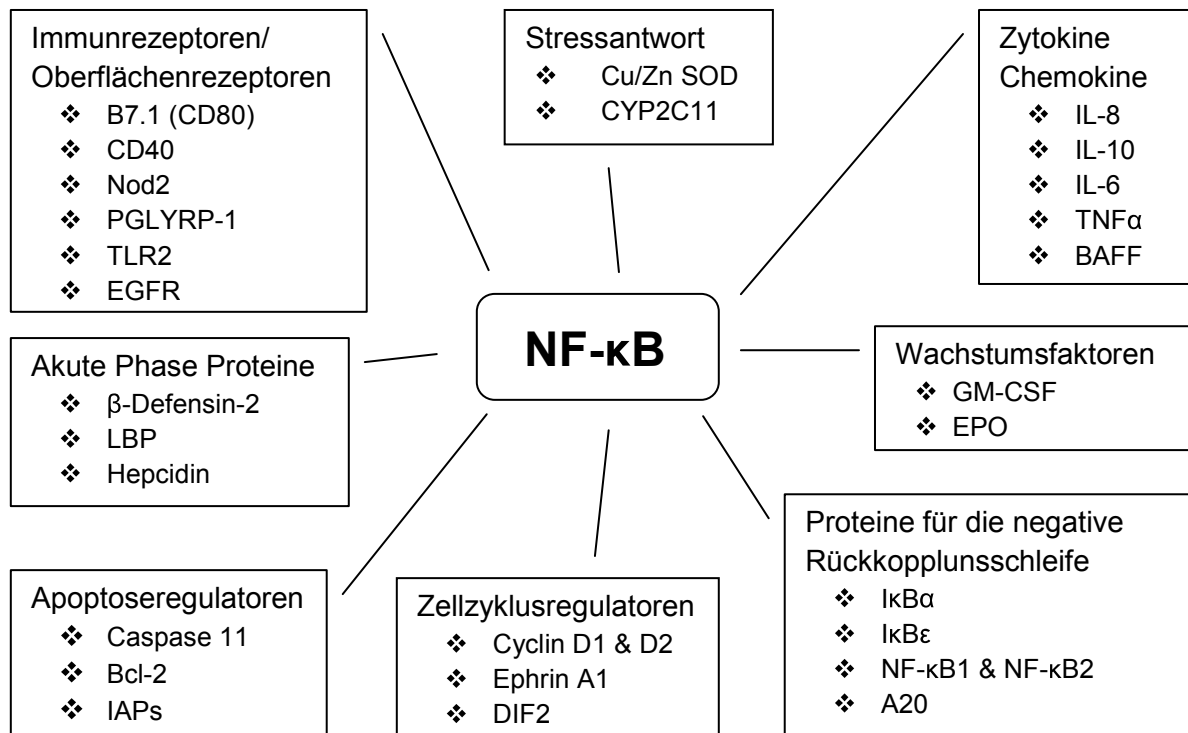 Immunrezeptoren/
Oberflächenrezeptoren
❖ B7.1 (CD80)
❖ CD40
❖ Nod2
❖ PGLYRP-1
❖ TLR2
❖ EGFR
Stressantwort
❖ Cu/Zn SOD
❖ CYP2C11
Zytokine
Chemokine
❖ IL-8
❖ IL-10
❖ IL-6
❖ TNFα
❖ BAFF
NF-κB
Akute Phase Proteine
❖ β-Defensin-2
❖ LBP
❖ Hepcidin
Wachstumsfaktoren
❖ GM-CSF
❖ EPO
Apoptoseregulatoren
❖ Caspase 11
❖ Bcl-2
❖ IAPs
Zellzyklusregulatoren
❖ Cyclin D1 & D2
❖ Ephrin A1
❖ DIF2
Proteine für die negative
Rückkopplunsschleife
❖ IκBα
❖ IκBε
❖ NF-κB1 & NF-κB2
❖ A20